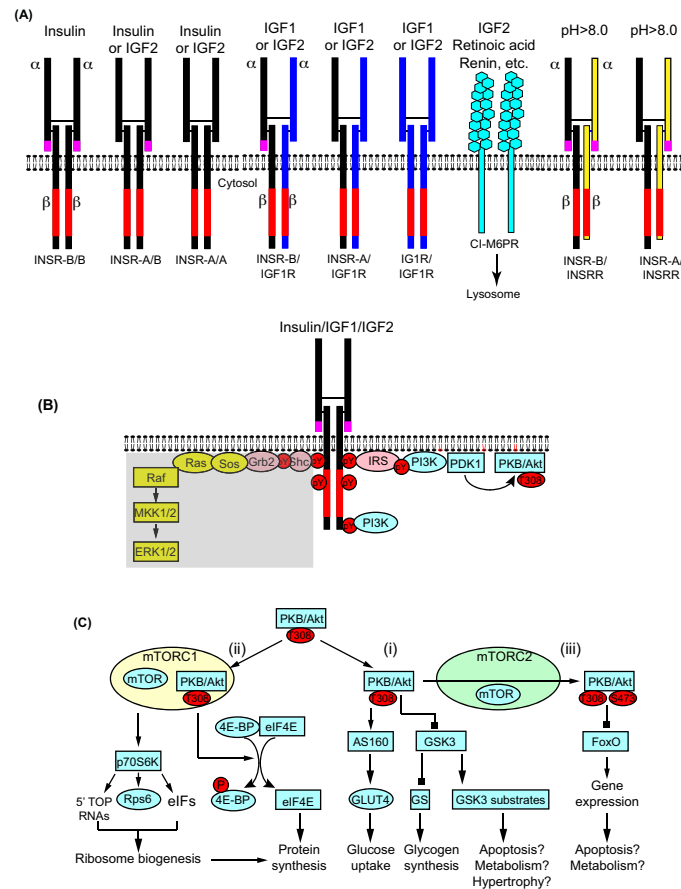 (A)
Insulin
Insulin
or IGF2
Insulin
or IGF2
IGF1
or IGF2
IGF1
or IGF2
IGF1
or IGF2
IGF2
Retinoic acid
Renin, etc.
pH>8.0
pH>8.0
α
α
α
α
α
Cytosol
β
β
β
β
β
β
INSR-B/B
INSR-A/B
INSR-A/A
INSR-B/
IGF1R
INSR-A/
IGF1R
IG1R/
IGF1R
CI-M6PR
Lysosome
INSR-B/
INSRR
INSR-A/
INSRR
Insulin/IGF1/IGF2
(B)
Ras
Sos
Grb2
pY
Shc
pY
pY
IRS
pY
PI3K
PDK1
PKB/Akt
T308
pY
pY
Raf
MKK1/2
ERK1/2
pY
PI3K
(C)
PKB/Akt
T308
(ii)
(i)
(iii)
mTORC1
mTOR
PKB/Akt
T308
PKB/Akt
T308
mTORC2
mTOR
PKB/Akt
T308
S473
p70S6K
4E-BP
eIF4E
AS160
GSK3
FoxO
5' TOP
RNAs
Rps6
eIFs
P
4E-BP
eIF4E
GLUT4
GS
GSK3 substrates
Gene
expression
Ribosome biogenesis
Protein
synthesis
Glucose
uptake
Glycogen
synthesis
Apoptosis?
Metabolism?
Hypertrophy?
Apoptosis?
Metabolism?